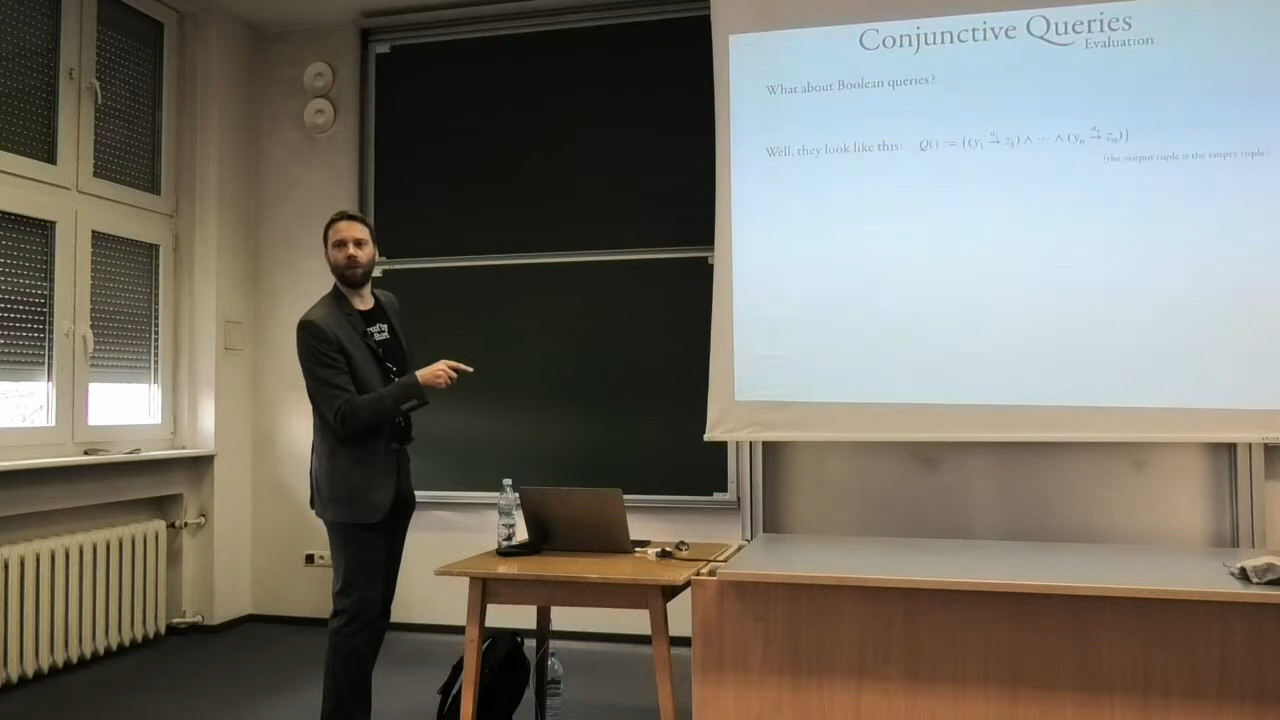 Conjunctive Queries
Evaluation
What about Boolean queries?
Well, they look like this: Q() := ((y₁ →^{a₁} z₁) ∧ ⋯ ∧ (yₙ →^{aₙ} zₙ))
(the output tuple is the empty tuple)